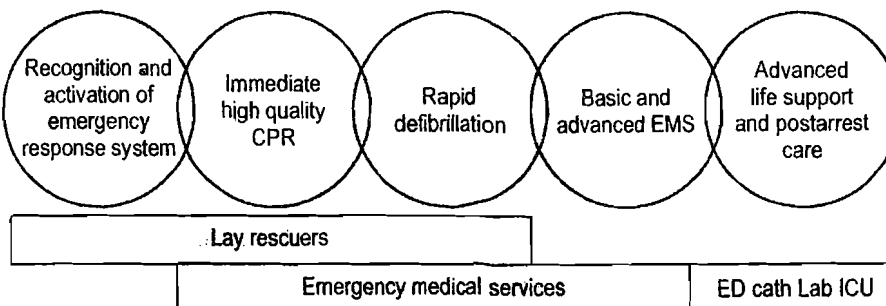 Recognition and
activation of
emergency
response system
Immediate
high quality
CPR
Rapid
defibrillation
Basic and
advanced EMS
Advanced
life support
and postarrest
care
Lay rescuers
Emergency medical services
ED cath Lab ICU